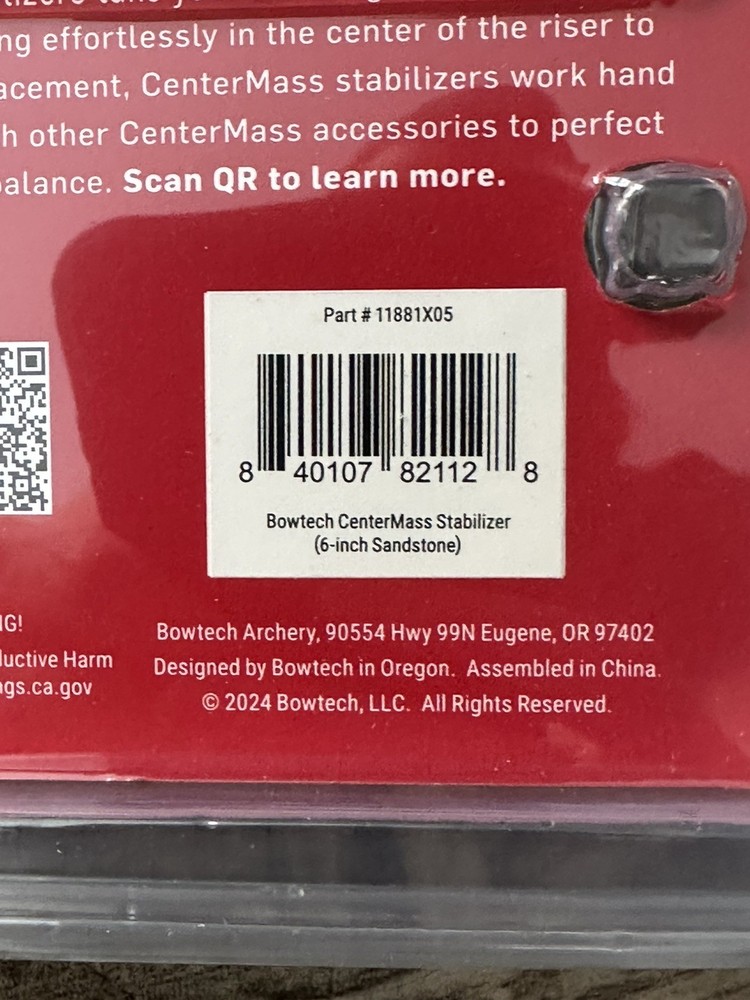 ng effortlessly in the center of the riser to
acement, CenterMass stabilizers work hand
h other CenterMass accessories to perfect
balance. Scan QR to learn more.
Part # 11881X05
8 40107 82112 8
Bowtech CenterMass Stabilizer
(6-inch Sandstone)
NG!
ductive Harm
ngs.ca.gov
Bowtech Archery, 90554 Hwy 99N Eugene, OR 97402
Designed by Bowtech in Oregon. Assembled in China.
© 2024 Bowtech, LLC. All Rights Reserved.